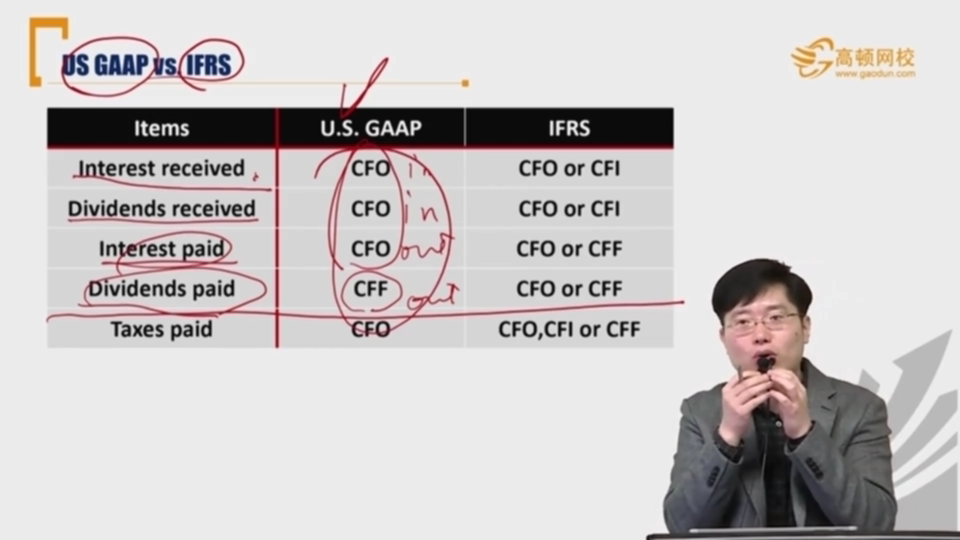 US GAAP vs. IFRS
高顿网校
www.gaodun.com
Items U.S. GAAP IFRS
Interest received CFO in CFO or CFI
Dividends received CFO in CFO or CFI
Interest paid CFO out CFO or CFF
Dividends paid CFF out CFO or CFF
Taxes paid CFO CFO,CFI or CFF